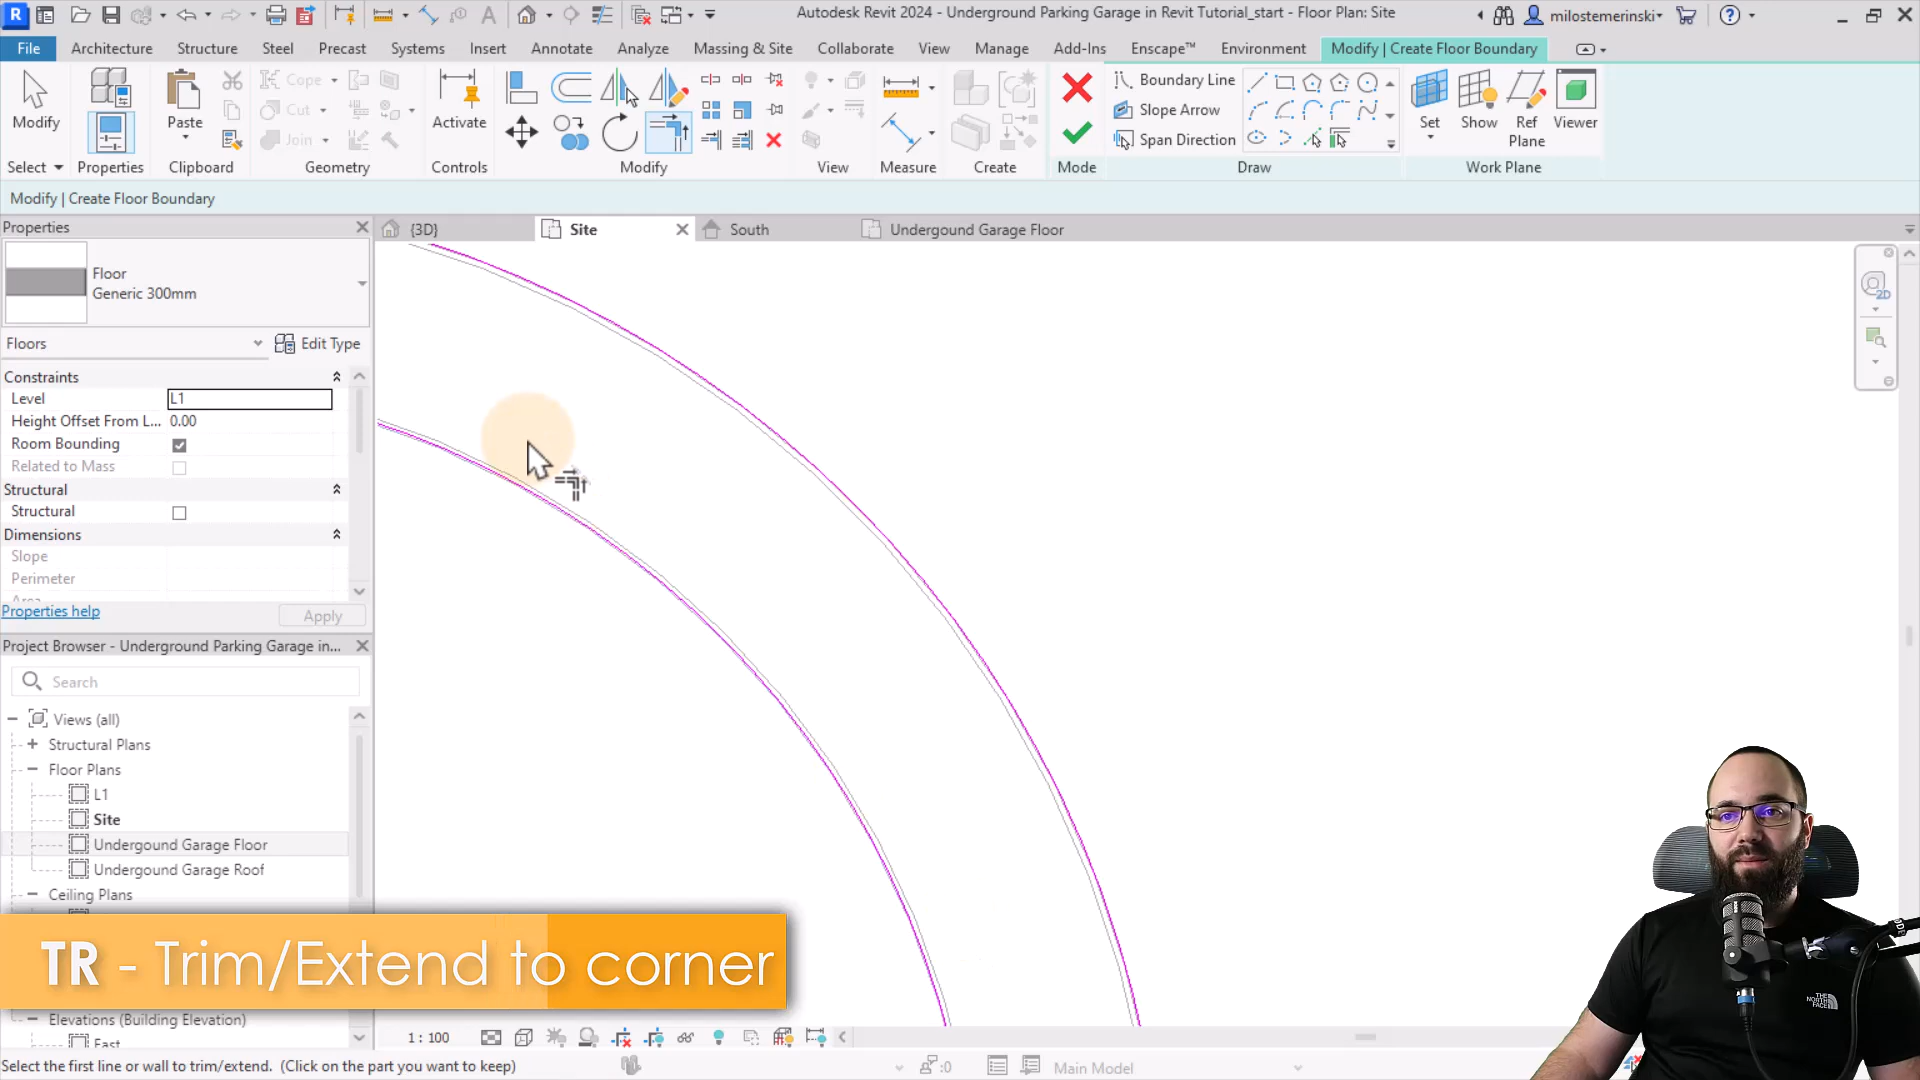 Autodesk Revit 2024 - Underground Parking Garage in Revit Tutorial_start - Floor Plan: Site
milostemerinski
File
Architecture
Structure
Steel
Precast
Systems
Insert
Annotate
Analyze
Massing & Site
Collaborate
View
Manage
Add-Ins
Enscape™
Environment
Modify | Create Floor Boundary
Modify
Paste
Cope
Cut
Join
Activate
Boundary Line
Slope Arrow
Span Direction
Set
Show
Ref
Plane
Viewer
Select
Properties
Clipboard
Geometry
Controls
Modify
View
Measure
Create
Mode
Draw
Work Plane
Modify | Create Floor Boundary
Properties
{3D}
Site
South
Undergound Garage Floor
Floor
Generic 300mm
2D
Floors
Edit Type
Constraints
Level
L1
Height Offset From L...
0.00
Room Bounding
Related to Mass
Structural
Structural
Dimensions
Slope
Perimeter
Properties help
Apply
Project Browser - Underground Parking Garage in...
Search
Views (all)
Structural Plans
Floor Plans
L1
Site
Undergound Garage Floor
Undergound Garage Roof
Ceiling Plans
TR - Trim/Extend to corner
Elevations (Building Elevation)
East
1 : 100
Select the first line or wall to trim/extend. (Click on the part you want to keep)
:0
Main Model
THE
NORTH
FACE